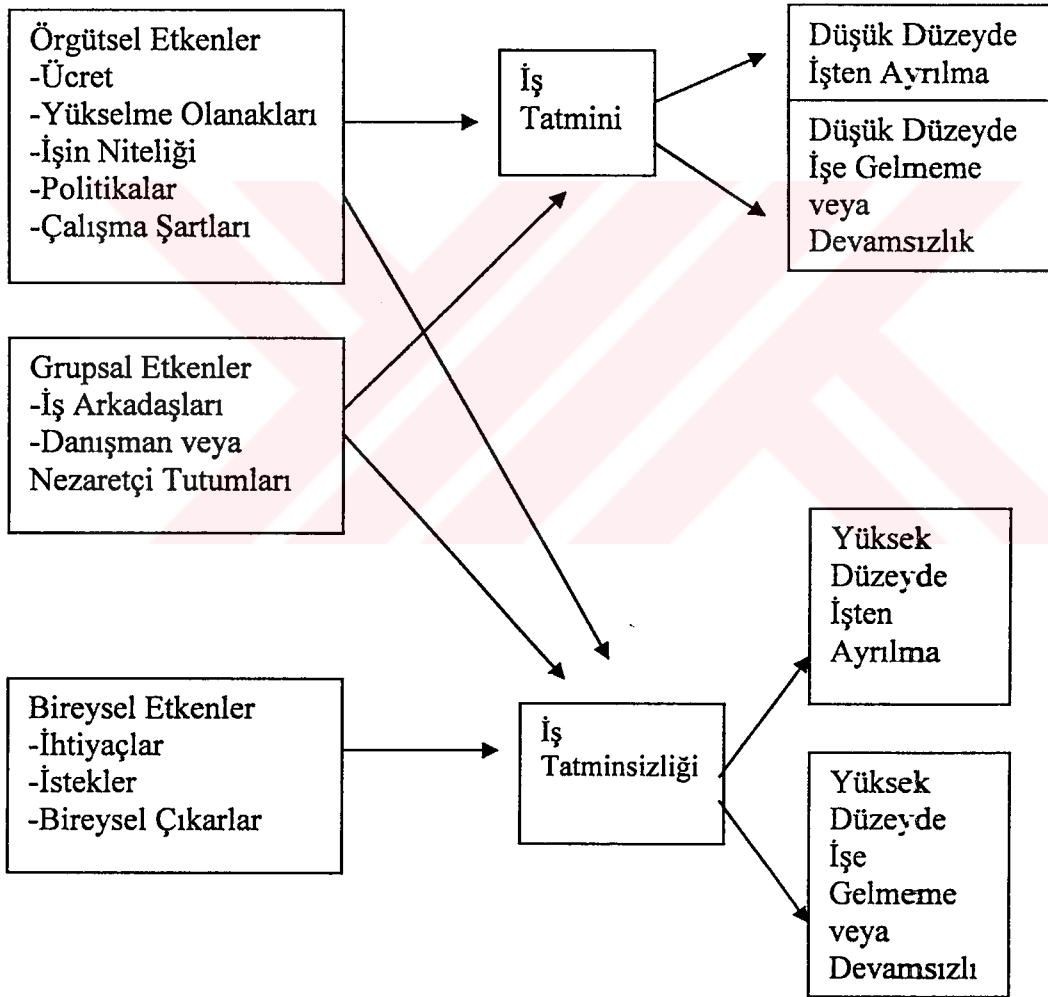 Örgütsel Etkenler
-Ücret
-Yükselme Olanakları
-İşin Niteliği
-Politikalar
-Çalışma Şartları
İş
Tatmini
Düşük Düzeyde
İşten Ayrılma
Düşük Düzeyde
İşe Gelmeme
veya
Devamsızlık
Grupsal Etkenler
-İş Arkadaşları
-Danışman veya
Nezaretçi Tutumları
Bireysel Etkenler
-İhtiyaçlar
-İstekler
-Bireysel Çıkarlar
İş
Tatminsizliği
Yüksek
Düzeyde
İşten
Ayrılma
Yüksek
Düzeyde
İşe
Gelmeme
veya
Devamsızlı